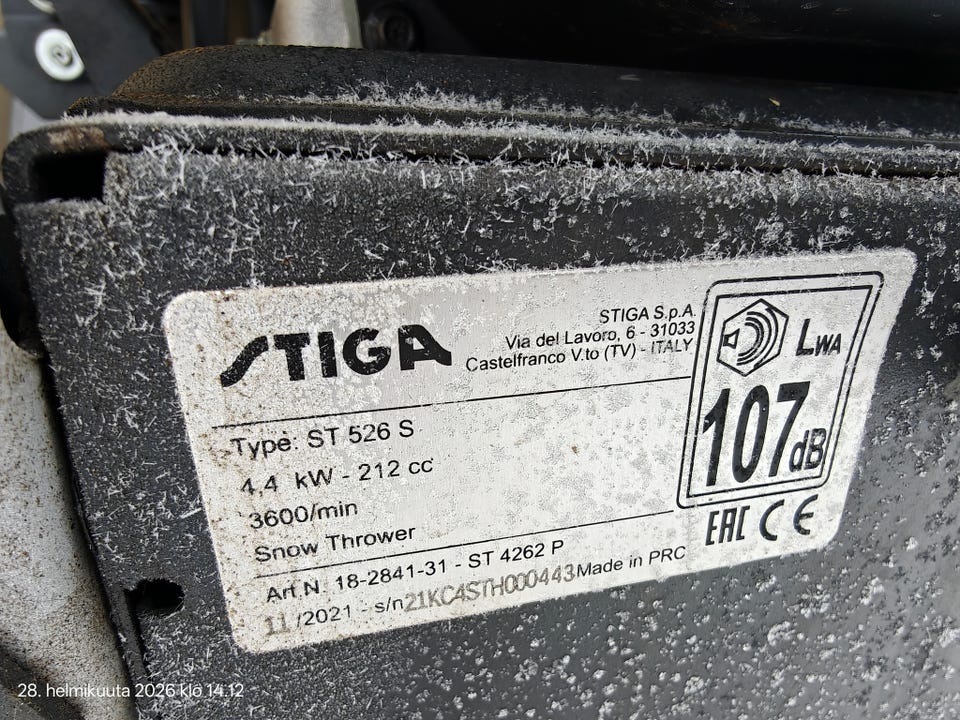 STIGA
STIGA S.p.A.
Via del Lavoro, 6 - 31033
Castelfranco V.to (TV) - ITALY
LWA
107dB
Type: ST 526 S
4,4 kW - 212 cc
3600/min
Snow Thrower
EAC CE
Art.N. 18-2841-31 - ST 4262 P
11/2021 - s/n21KC4STH000443Made in PRC
28. helmikuuta 2026 klo 14.12